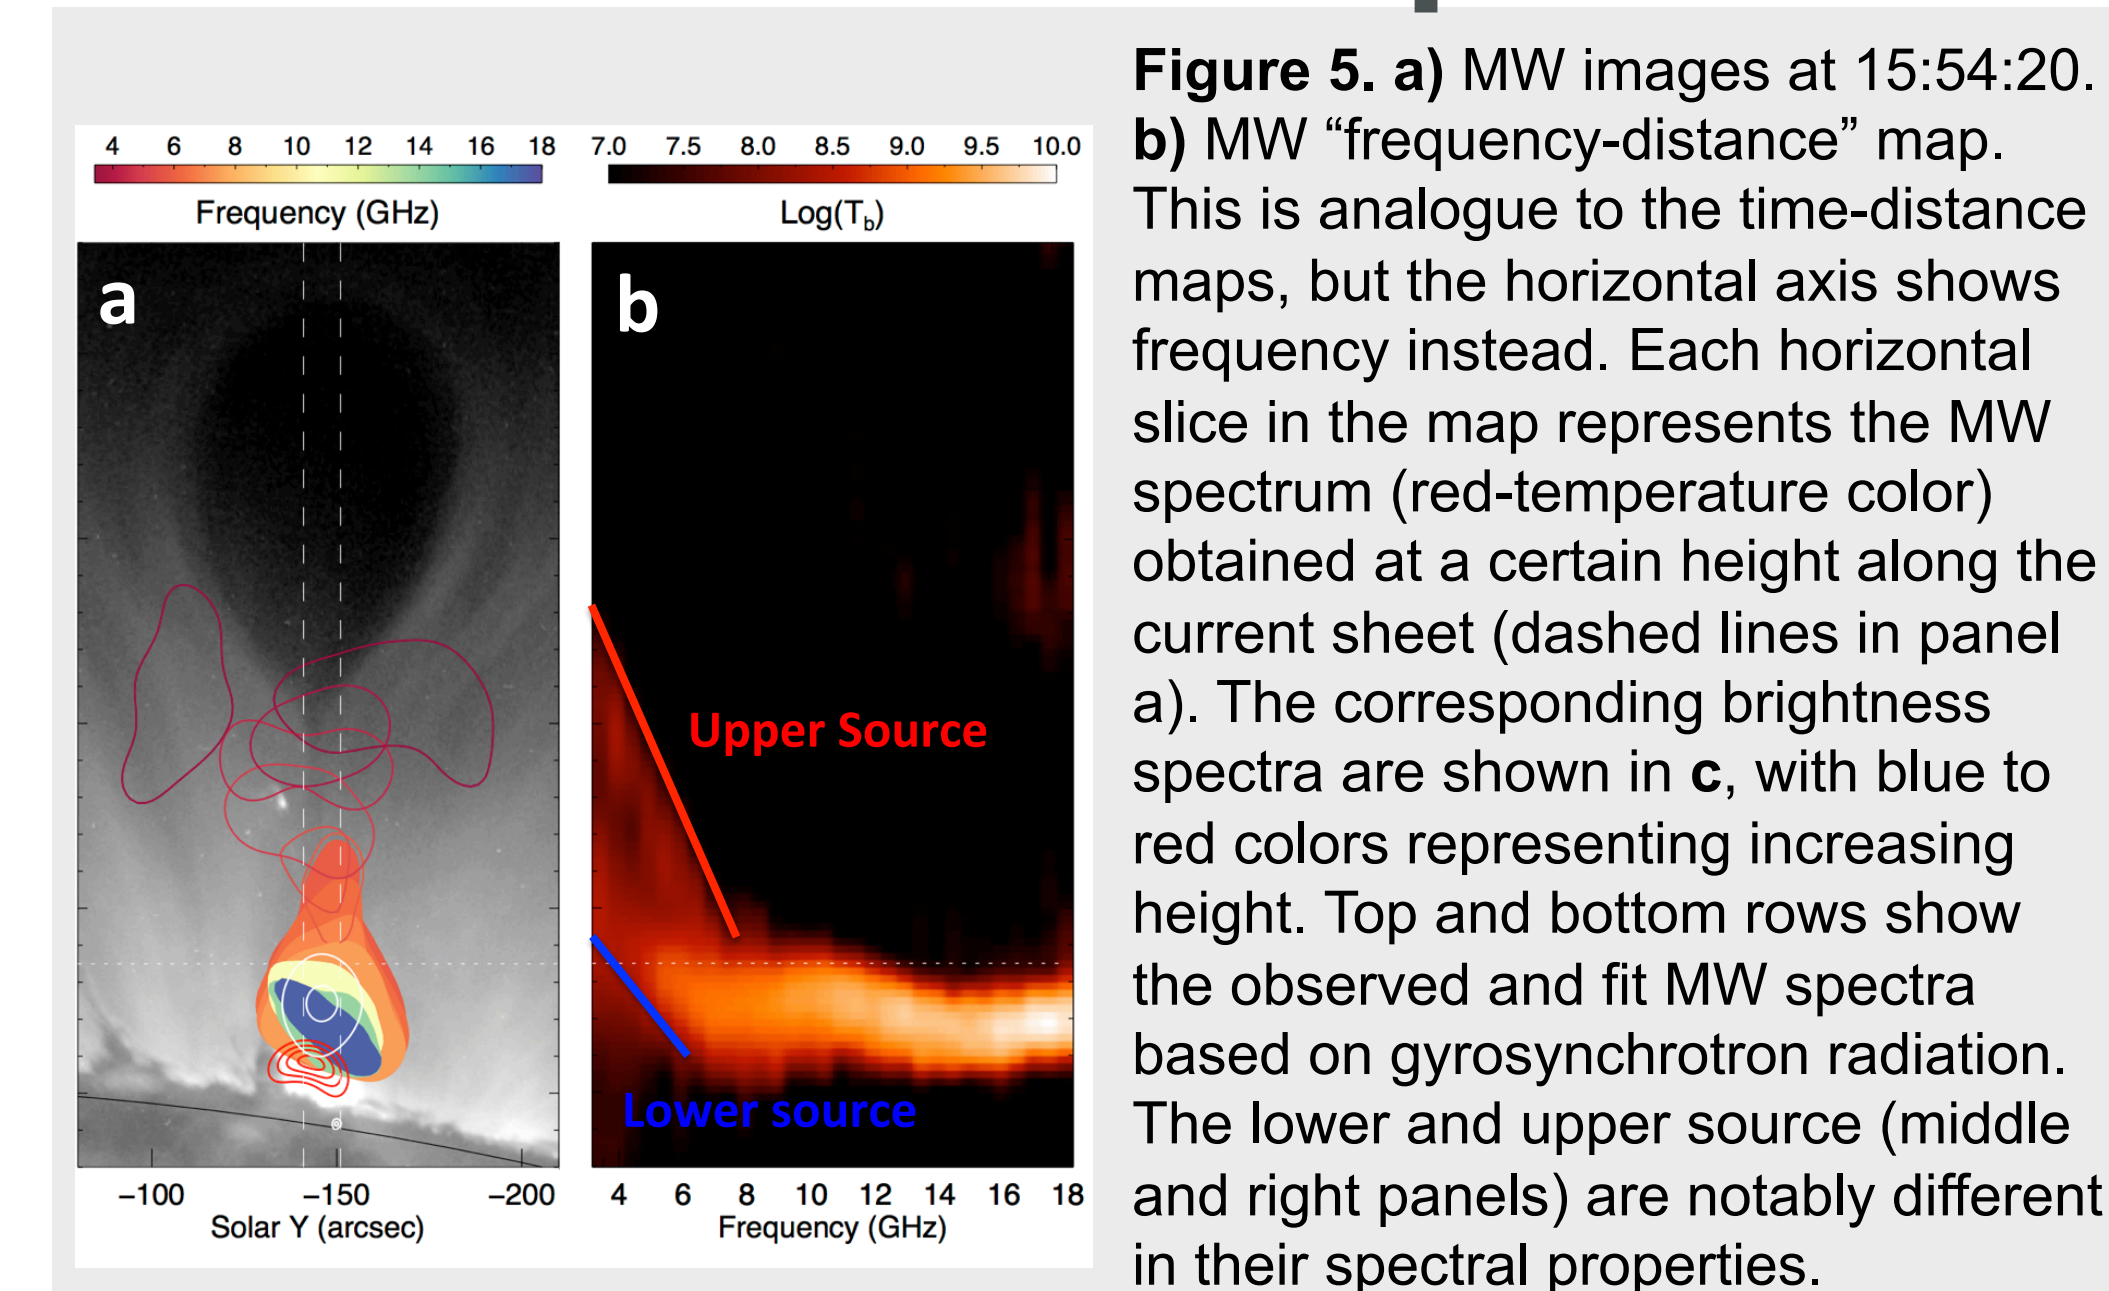 4 6 8 10 12 14 16 18
Frequency (GHz)
7.0 7.5 8.0 8.5 9.0 9.5 10.0
Log(Tb)
a
b
Upper Source
Lower source
−100 −150 −200
Solar Y (arcsec)
4 6 8 10 12 14 16 18
Frequency (GHz)
Figure 5. a) MW images at 15:54:20.
b) MW “frequency-distance” map.
This is analogue to the time-distance
maps, but the horizontal axis shows
frequency instead. Each horizontal
slice in the map represents the MW
spectrum (red-temperature color)
obtained at a certain height along the
current sheet (dashed lines in panel
a). The corresponding brightness
spectra are shown in c, with blue to
red colors representing increasing
height. Top and bottom rows show
the observed and fit MW spectra
based on gyrosynchrotron radiation.
The lower and upper source (middle
and right panels) are notably different
in their spectral properties.